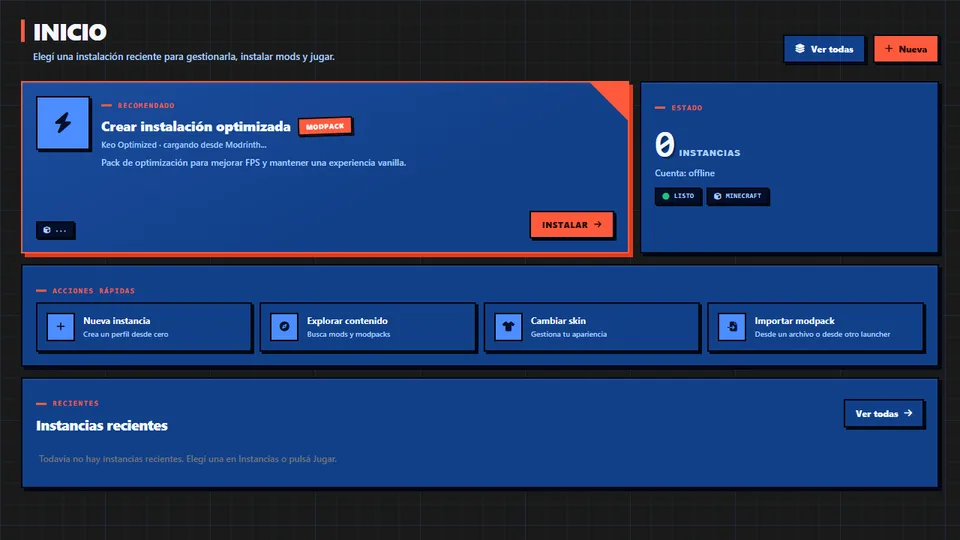 INICIO
Elegí una instalación reciente para gestionarla, instalar mods y jugar.
Ver todas
+ Nueva
RECOMENDADO
Crear instalación optimizada MODPACK
Keo Optimized · cargando desde Modrinth...
Pack de optimización para mejorar FPS y mantener una experiencia vanilla.
...
INSTALAR →
ESTADO
0 INSTANCIAS
Cuenta: offline
LISTO MINECRAFT
ACCIONES RÁPIDAS
Nueva instancia
Crea un perfil desde cero
Explorar contenido
Busca mods y modpacks
Cambiar skin
Gestiona tu apariencia
Importar modpack
Desde un archivo o desde otro launcher
RECIENTES
Instancias recientes
Ver todas →
Todavía no hay instancias recientes. Elegí una en Instancias o pulsá Jugar.